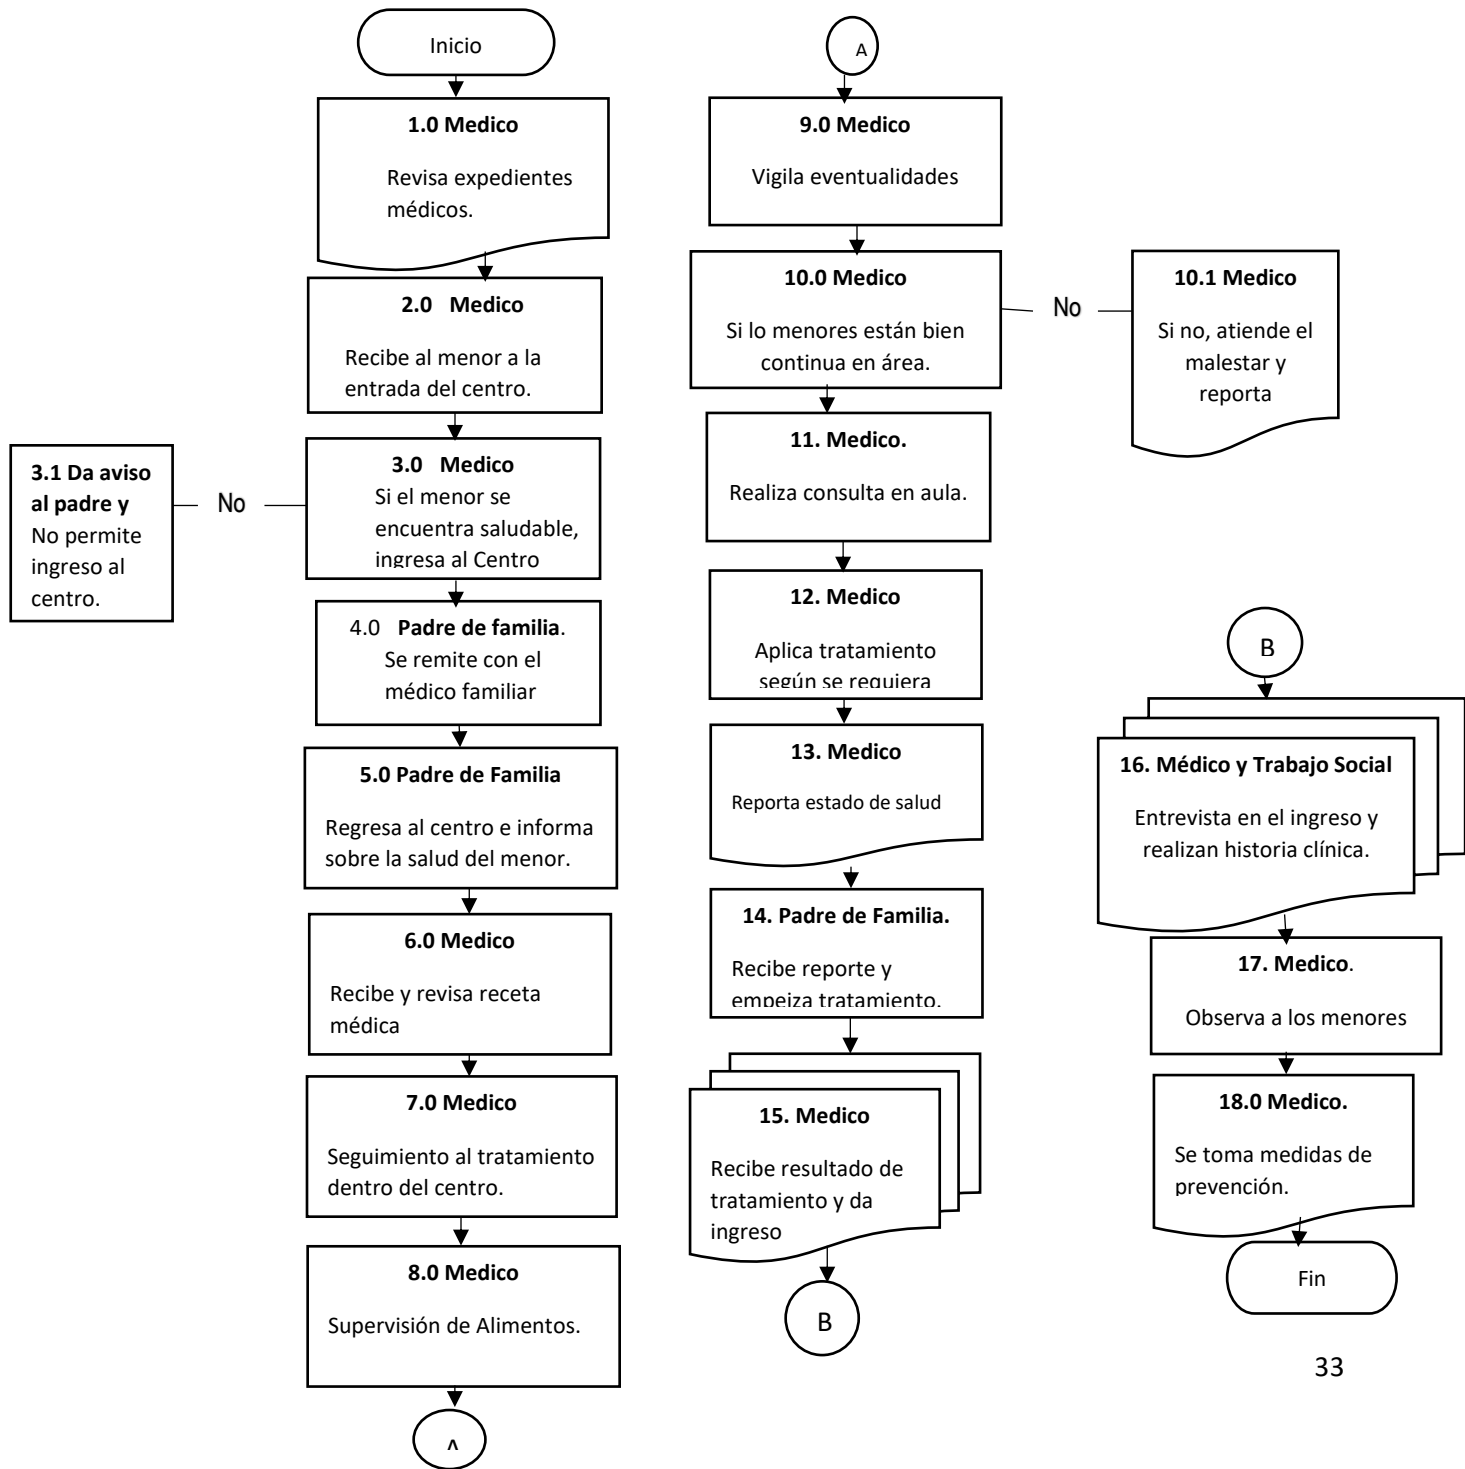 Inicio
1.0 Medico
Revisa expedientes
médicos.
2.0 Medico
Recibe al menor a la
entrada del centro.
3.0 Medico
Si el menor se
encuentra saludable,
ingresa al Centro
No
3.1 Da aviso
al padre y
No permite
ingreso al
centro.
4.0 Padre de familia.
Se remite con el
médico familiar
5.0 Padre de Familia
Regresa al centro e informa
sobre la salud del menor.
6.0 Medico
Recibe y revisa receta
médica
7.0 Medico
Seguimiento al tratamiento
dentro del centro.
8.0 Medico
Supervisión de Alimentos.
A
A
9.0 Medico
Vigila eventualidades
10.0 Medico
Si lo menores están bien
continua en área.
No
10.1 Medico
Si no, atiende el
malestar y
reporta
11. Medico.
Realiza consulta en aula.
12. Medico
Aplica tratamiento
según se requiera
13. Medico
Reporta estado de salud
14. Padre de Familia.
Recibe reporte y
empeiza tratamiento.
15. Medico
Recibe resultado de
tratamiento y da
ingreso
B
B
16. Médico y Trabajo Social
Entrevista en el ingreso y
realizan historia clínica.
17. Medico.
Observa a los menores
18.0 Medico.
Se toma medidas de
prevención.
Fin
33